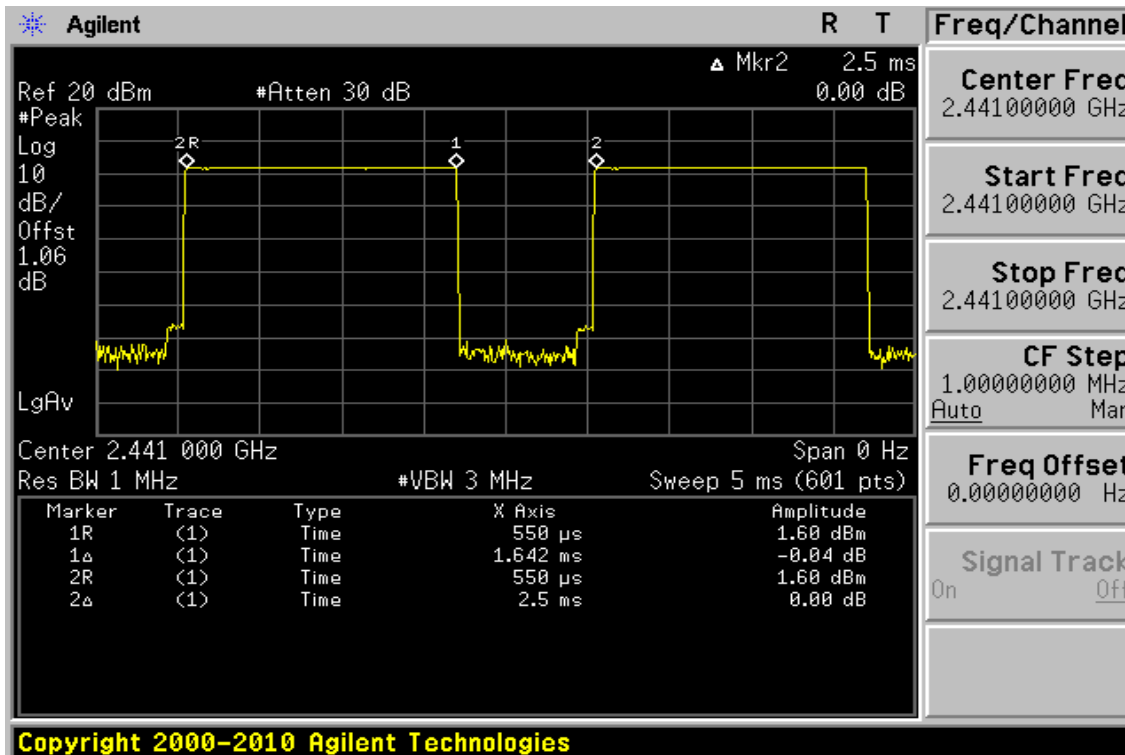 Agilent R T
Freq/Channel
△ Mkr2 2.5 ms
Ref 20 dBm #Atten 30 dB 0.00 dB
#Peak
Log
10
dB/
Offst
1.06
dB
LgAv
2R 1 2
Center 2.441 000 GHz Span 0 Hz
Res BW 1 MHz #VBW 3 MHz Sweep 5 ms (601 pts)
Marker Trace Type X Axis Amplitude
1R (1) Time 550 µs 1.60 dBm
1△ (1) Time 1.642 ms -0.04 dB
2R (1) Time 550 µs 1.60 dBm
2△ (1) Time 2.5 ms 0.00 dB
Center Freq
2.44100000 GHz
Start Freq
2.44100000 GHz
Stop Freq
2.44100000 GHz
CF Step
1.00000000 MHz
Auto Man
Freq Offset
0.00000000 Hz
Signal Track
On Off
Copyright 2000-2010 Agilent Technologies